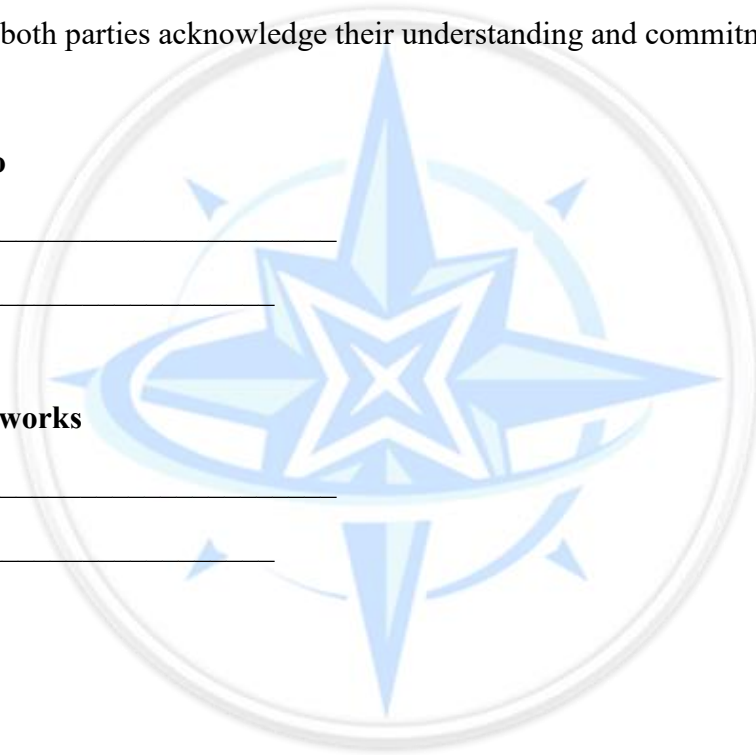 both parties acknowledge their understanding and commitm
o
works